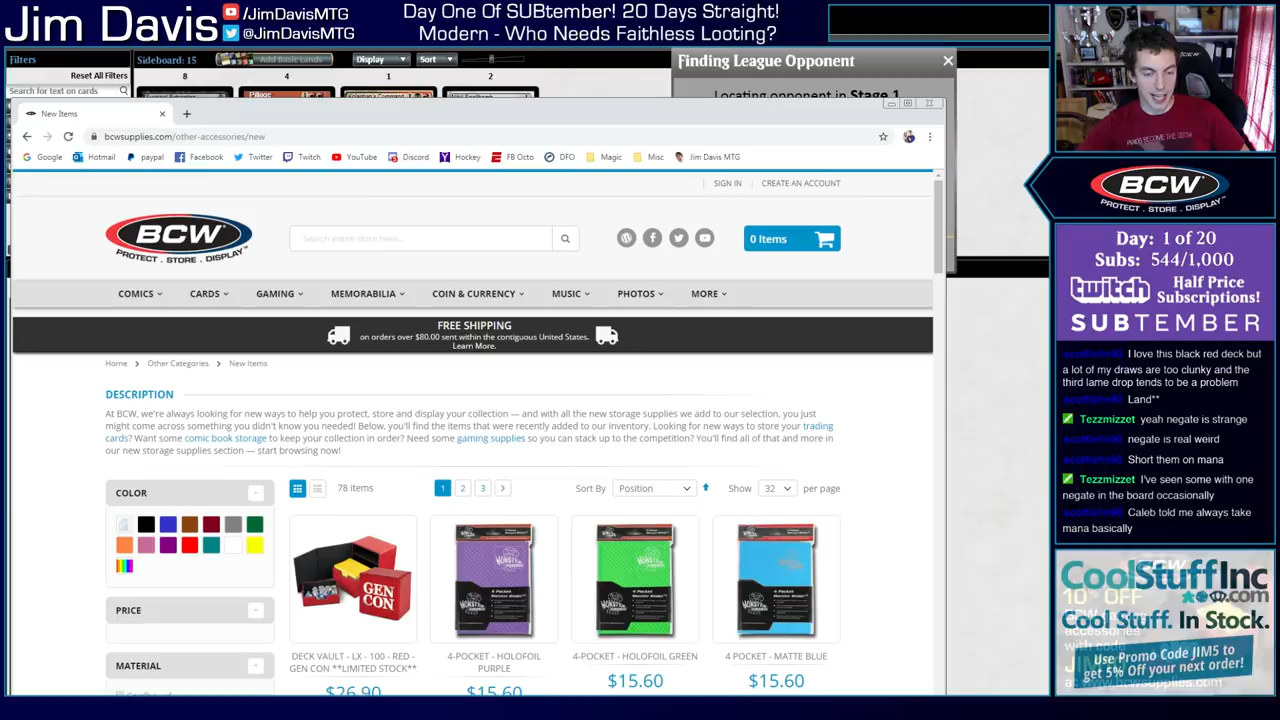 Jim Davis
/JimDavisMTG
@JimDavisMTG
Day One Of SUBtember! 20 Days Straight!
Modern - Who Needs Faithless Looting?
Filters
Reset All Filters
Search for text on cards
Sideboard: 15
Add Basic Lands
Display
Sort
8
4
1
2
Pillage
Kolaghan's Command
Finding League Opponent
Locating opponent in Stage 1
New Items
bcwsupplies.com/other-accessories/new
Google
Hotmail
paypal
Facebook
Twitter
Twitch
YouTube
Discord
Hockey
FB Octo
DFO
Magic
Misc
Jim Davis MTG
SIGN IN
CREATE AN ACCOUNT
BCW
PROTECT. STORE. DISPLAY.
Search entire store here...
0 Items
COMICS
CARDS
GAMING
MEMORABILIA
COIN & CURRENCY
MUSIC
PHOTOS
MORE
FREE SHIPPING
on orders over $80.00 sent within the contiguous United States.
Learn More.
Home
Other Categories
New Items
DESCRIPTION
At BCW, we're always looking for new ways to help you protect, store and display your collection — and with all the new storage supplies we add to our selection, you just
might come across something you didn't know you needed! Below, you'll find the items that were recently added to our inventory. Looking for new ways to store your trading
cards? Want some comic book storage to keep your collection in order? Need some gaming supplies so you can stack up to the competition? You'll find all of that and more in
our new storage supplies section — start browsing now!
COLOR
PRICE
MATERIAL
78 Items
1
2
3
Sort By
Position
Show
32
per page
GEN
CON
DECK VAULT - LX - 100 - RED -
GEN CON **LIMITED STOCK**
$26.90
4-POCKET - HOLOFOIL
PURPLE
$15.60
4-POCKET - HOLOFOIL GREEN
$15.60
4 POCKET - MATTE BLUE
$15.60
BCW
PROTECT. STORE. DISPLAY.
Day: 1 of 20
Subs: 544/1,000
twitch
Half Price
Subscriptions!
SUBTEMBER
I love this black red deck but
a lot of my draws are too clunky and the
third lame drop tends to be a problem
Land**
Tezzmizzet yeah negate is strange
negate is real weird
Short them on mana
Tezzmizzet I've seen some with one
negate in the board occasionally
Caleb told me always take
mana basically
CoolStuffInc
.com
Cool Stuff. In Stock.
Use Promo Code JIM5 to
get 5% Off your next order!